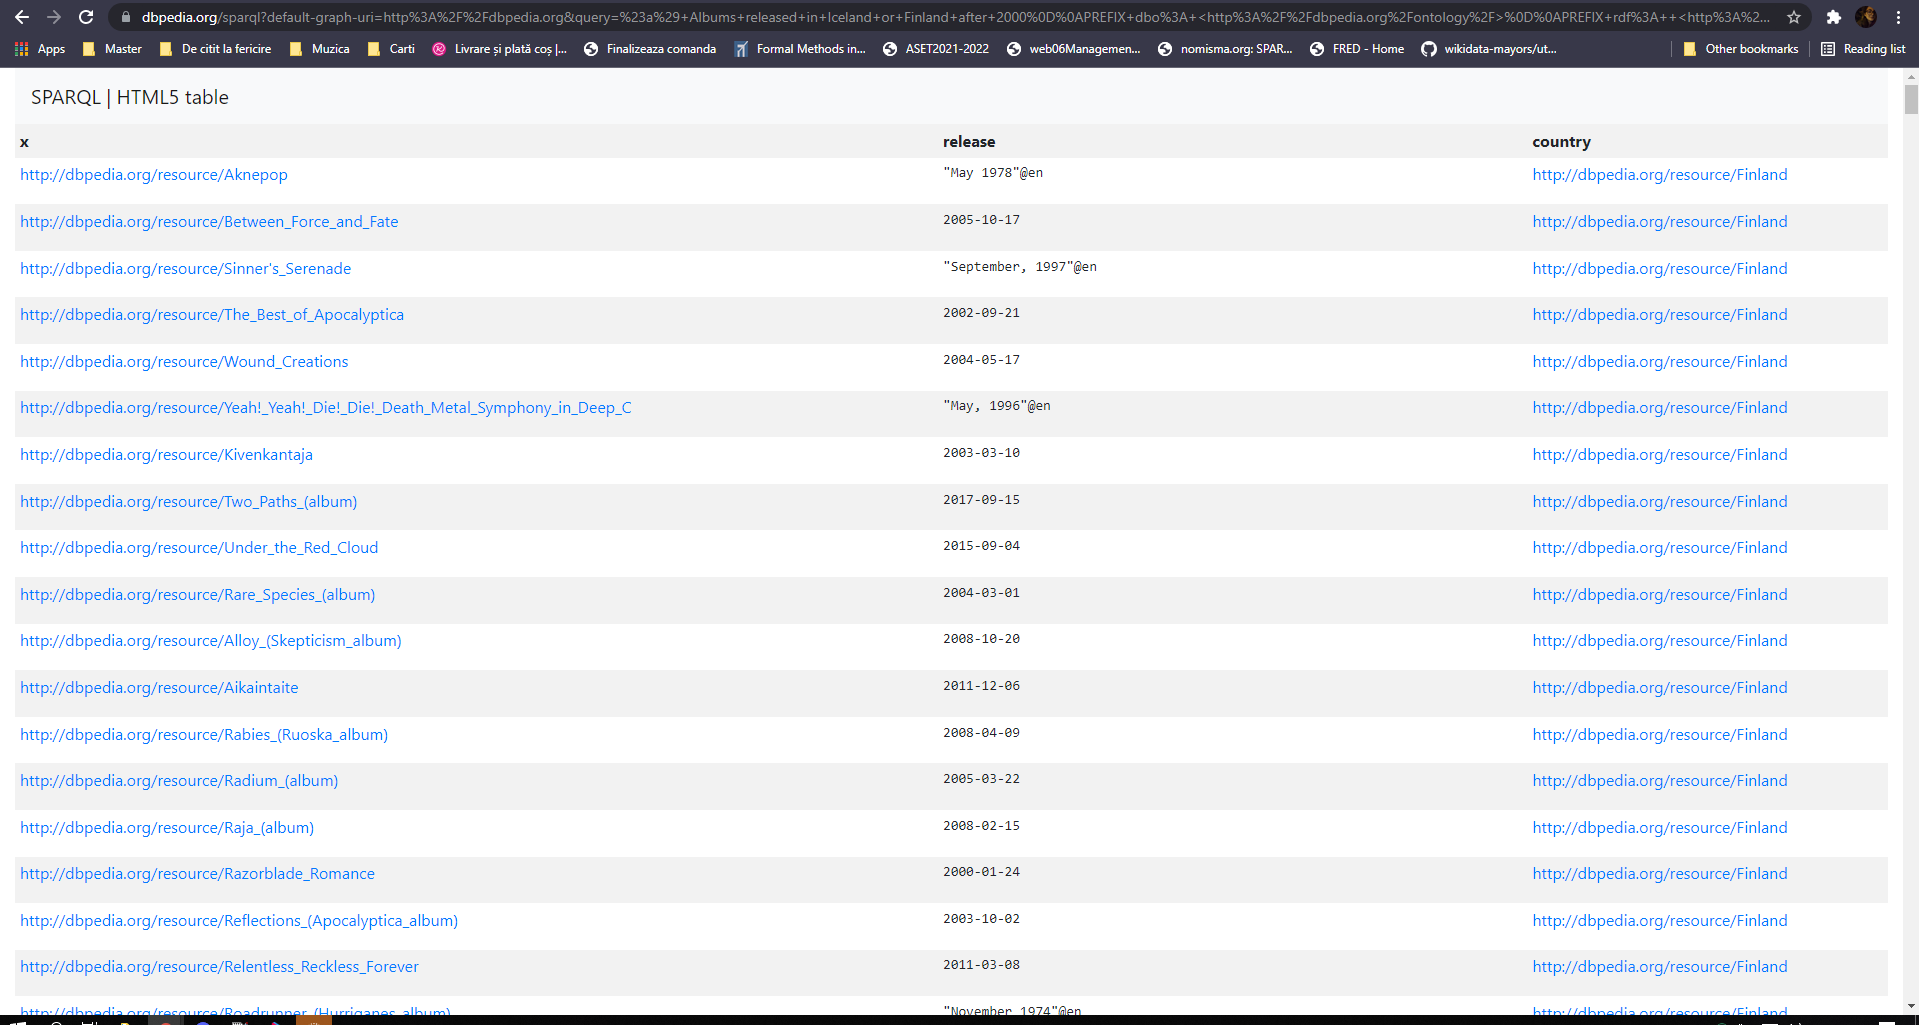 dbpedia.org/sparql?default-graph-uri=http%3A%2F%2Fdbpedia.org&query=%23a%29+Albums+released+in+Iceland+or+Finland+after+2000%0D%0APREFIX+dbo%3A+<http%3A%2F%2Fdbpedia.org%2Fontology%2F>%0D%0APREFIX+rdf%3A++<http%3A%2...
Apps Master De citit la fericire Muzica Carti Livrare și plată coș |... Finalizeaza comanda Formal Methods in... ASET2021-2022 web06Managemen... nomisma.org: SPAR... FRED - Home wikidata-mayors/ut... Other bookmarks Reading list
SPARQL | HTML5 table
x release country
http://dbpedia.org/resource/Aknepop "May 1978"@en http://dbpedia.org/resource/Finland
http://dbpedia.org/resource/Between_Force_and_Fate 2005-10-17 http://dbpedia.org/resource/Finland
http://dbpedia.org/resource/Sinner's_Serenade "September, 1997"@en http://dbpedia.org/resource/Finland
http://dbpedia.org/resource/The_Best_of_Apocalyptica 2002-09-21 http://dbpedia.org/resource/Finland
http://dbpedia.org/resource/Wound_Creations 2004-05-17 http://dbpedia.org/resource/Finland
http://dbpedia.org/resource/Yeah!_Yeah!_Die!_Die!_Death_Metal_Symphony_in_Deep_C "May, 1996"@en http://dbpedia.org/resource/Finland
http://dbpedia.org/resource/Kivenkantaja 2003-03-10 http://dbpedia.org/resource/Finland
http://dbpedia.org/resource/Two_Paths_(album) 2017-09-15 http://dbpedia.org/resource/Finland
http://dbpedia.org/resource/Under_the_Red_Cloud 2015-09-04 http://dbpedia.org/resource/Finland
http://dbpedia.org/resource/Rare_Species_(album) 2004-03-01 http://dbpedia.org/resource/Finland
http://dbpedia.org/resource/Alloy_(Skepticism_album) 2008-10-20 http://dbpedia.org/resource/Finland
http://dbpedia.org/resource/Aikaintaite 2011-12-06 http://dbpedia.org/resource/Finland
http://dbpedia.org/resource/Rabies_(Ruoska_album) 2008-04-09 http://dbpedia.org/resource/Finland
http://dbpedia.org/resource/Radium_(album) 2005-03-22 http://dbpedia.org/resource/Finland
http://dbpedia.org/resource/Raja_(album) 2008-02-15 http://dbpedia.org/resource/Finland
http://dbpedia.org/resource/Razorblade_Romance 2000-01-24 http://dbpedia.org/resource/Finland
http://dbpedia.org/resource/Reflections_(Apocalyptica_album) 2003-10-02 http://dbpedia.org/resource/Finland
http://dbpedia.org/resource/Relentless_Reckless_Forever 2011-03-08 http://dbpedia.org/resource/Finland
http://dbpedia.org/resource/Roadrunner_(Hurriganes_album) "November 1974"@en http://dbpedia.org/resource/Finland